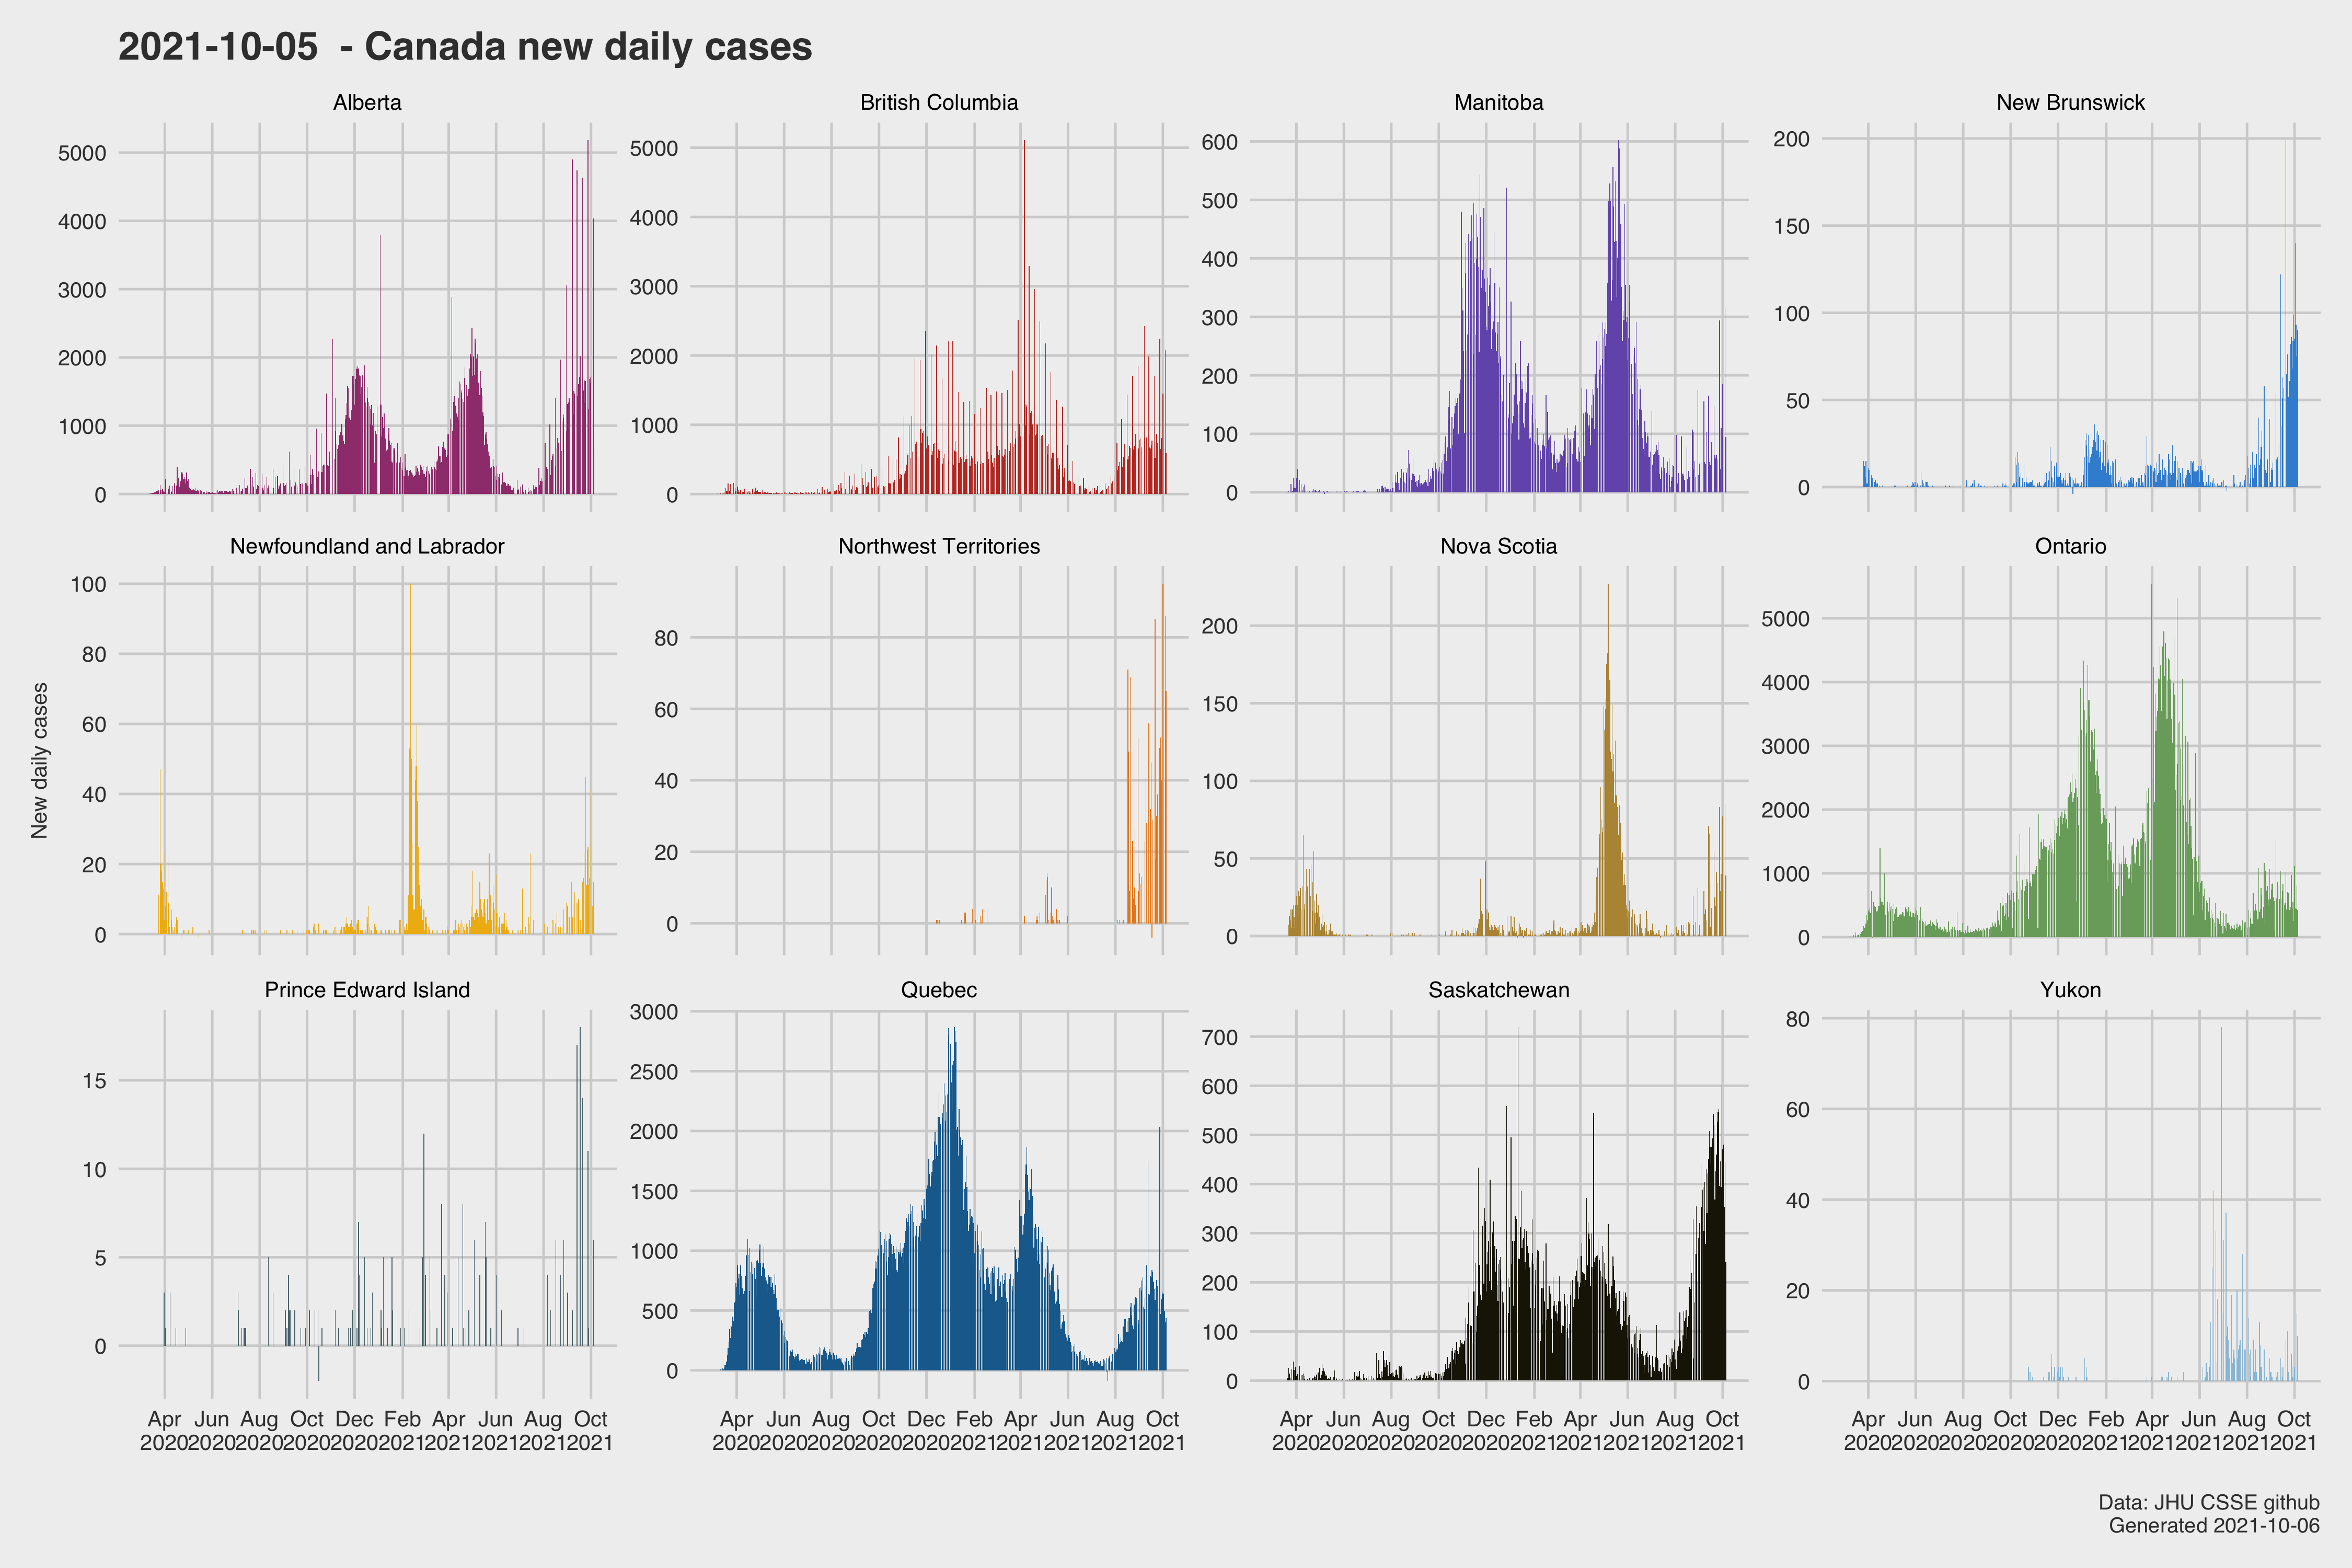 2021-10-05 - Canada new daily cases
Alberta
British Columbia
Manitoba
New Brunswick
5000
4000
3000
2000
1000
0
5000
4000
3000
2000
1000
0
600
500
400
300
200
100
0
200
150
100
50
0
New daily cases
Newfoundland and Labrador
Northwest Territories
Nova Scotia
Ontario
100
80
60
40
20
0
80
60
40
20
0
200
150
100
50
0
5000
4000
3000
2000
1000
0
Prince Edward Island
Quebec
Saskatchewan
Yukon
15
10
5
0
3000
2500
2000
1500
1000
500
0
700
600
500
400
300
200
100
0
80
60
40
20
0
Apr Jun Aug Oct Dec Feb Apr Jun Aug Oct
2020 2020 2020 2020 2020 2021 2021 2021 2021 2021
Apr Jun Aug Oct Dec Feb Apr Jun Aug Oct
2020 2020 2020 2020 2020 2021 2021 2021 2021 2021
Apr Jun Aug Oct Dec Feb Apr Jun Aug Oct
2020 2020 2020 2020 2020 2021 2021 2021 2021 2021
Apr Jun Aug Oct Dec Feb Apr Jun Aug Oct
2020 2020 2020 2020 2020 2021 2021 2021 2021 2021
Data: JHU CSSE github
Generated 2021-10-06